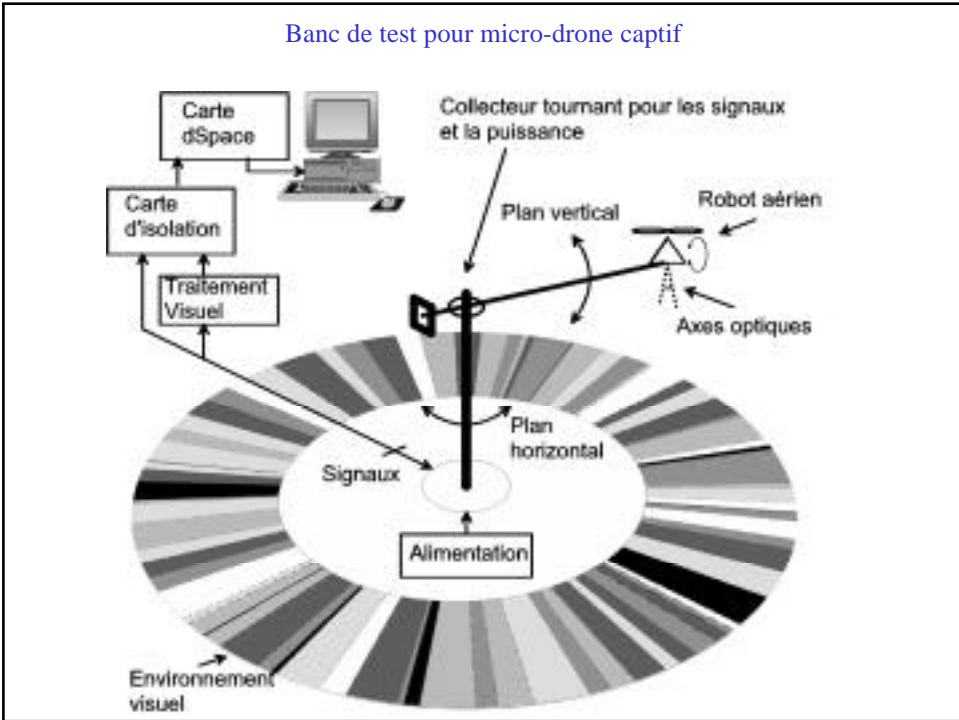 Banc de test pour micro-drone captif
Carte
dSpace
Collecteur tournant pour les signaux
et la puissance
Carte
d'isolation
Plan vertical
Robot aérien
Traitement
Visuel
Axes optiques
Plan
horizontal
Signaux
Alimentation
Environnement
visuel